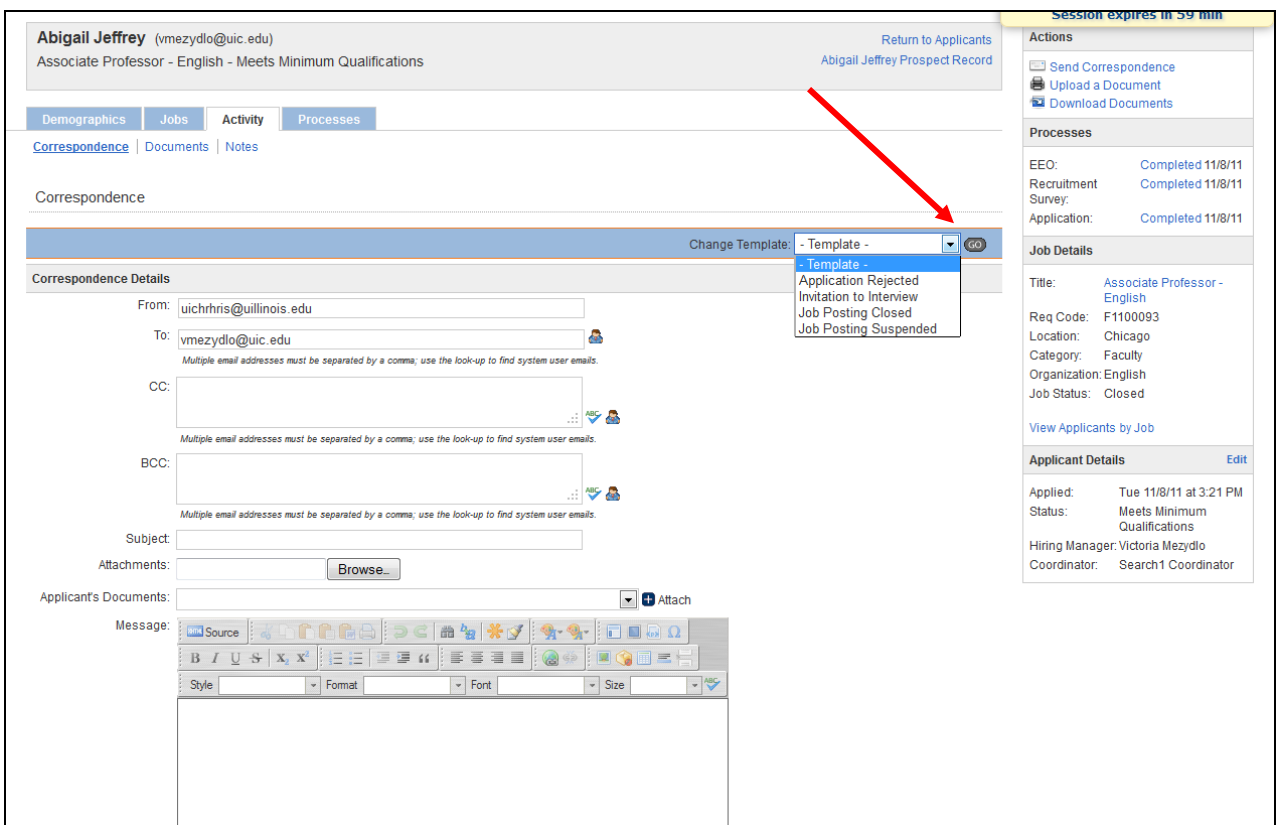 Session expires in 59 min
Abigail Jeffrey (vmezydlo@uic.edu)
Return to Applicants
Associate Professor - English - Meets Minimum Qualifications
Abigail Jeffrey Prospect Record
Demographics Jobs Activity Processes
Correspondence | Documents | Notes
Correspondence
Change Template: - Template - GO
- Template -
Application Rejected
Invitation to Interview
Job Posting Closed
Job Posting Suspended
Correspondence Details
From: uichrhris@uillinois.edu
To: vmezydlo@uic.edu
Multiple email addresses must be separated by a comma; use the look-up to find system user emails.
CC:
ABC
Multiple email addresses must be separated by a comma; use the look-up to find system user emails.
BCC:
ABC
Multiple email addresses must be separated by a comma; use the look-up to find system user emails.
Subject:
Attachments: Browse...
Applicant's Documents: Attach
Message:
Source Ω
B I U S X₂ X²
Style Format Font Size ABC
Actions
Send Correspondence
Upload a Document
Download Documents
Processes
EEO: Completed 11/8/11
Recruitment Completed 11/8/11
Survey:
Application: Completed 11/8/11
Job Details
Title: Associate Professor -
English
Req Code: F1100093
Location: Chicago
Category: Faculty
Organization: English
Job Status: Closed
View Applicants by Job
Applicant Details Edit
Applied: Tue 11/8/11 at 3:21 PM
Status: Meets Minimum
Qualifications
Hiring Manager: Victoria Mezydlo
Coordinator: Search1 Coordinator